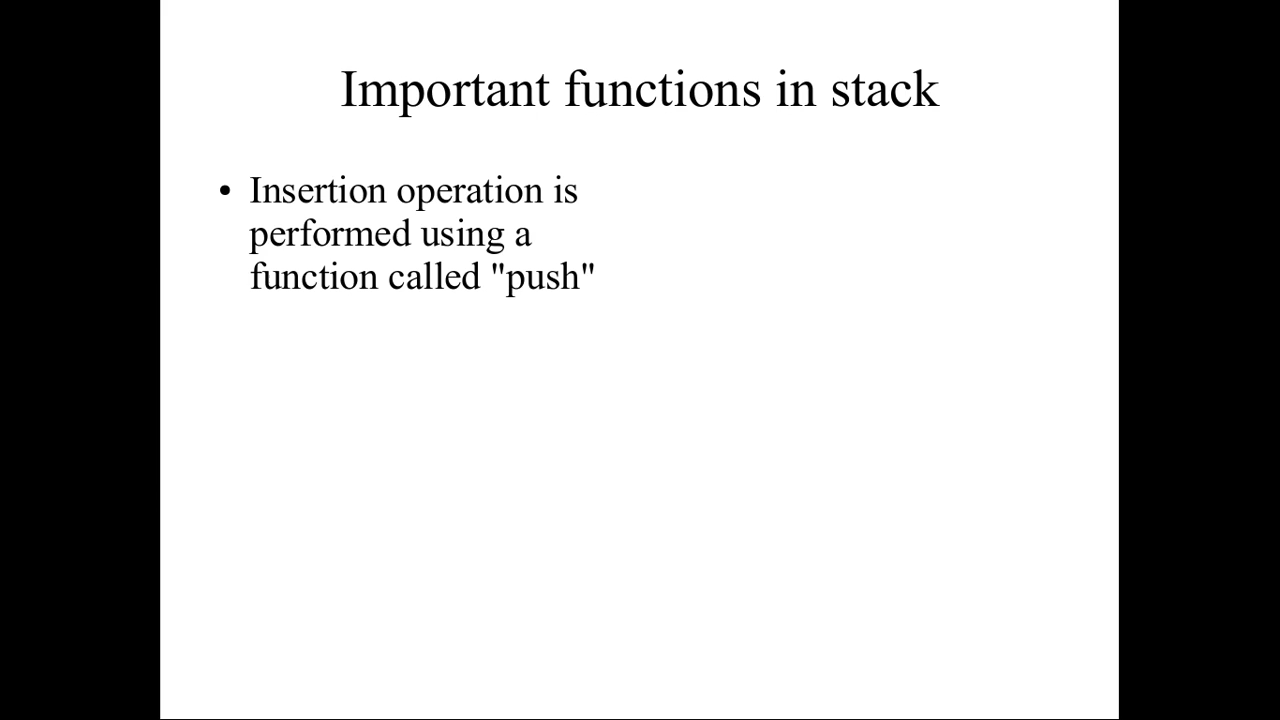 Important functions in stack
• Insertion operation is
performed using a
function called "push"